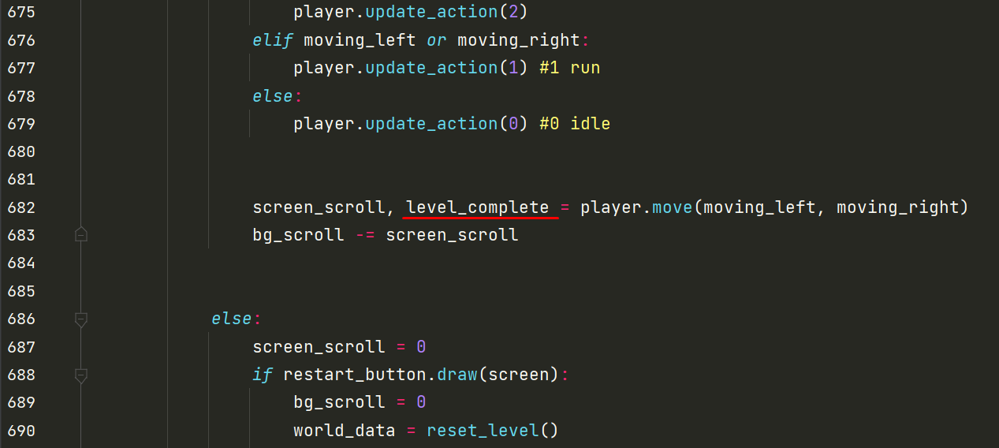 675 player.update_action(2)
676 elif moving_left or moving_right:
677 player.update_action(1) #1 run
678 else:
679 player.update_action(0) #0 idle
680
681
682 screen_scroll, level_complete = player.move(moving_left, moving_right)
683 bg_scroll -= screen_scroll
684
685
686 else:
687 screen_scroll = 0
688 if restart_button.draw(screen):
689 bg_scroll = 0
690 world_data = reset_level()